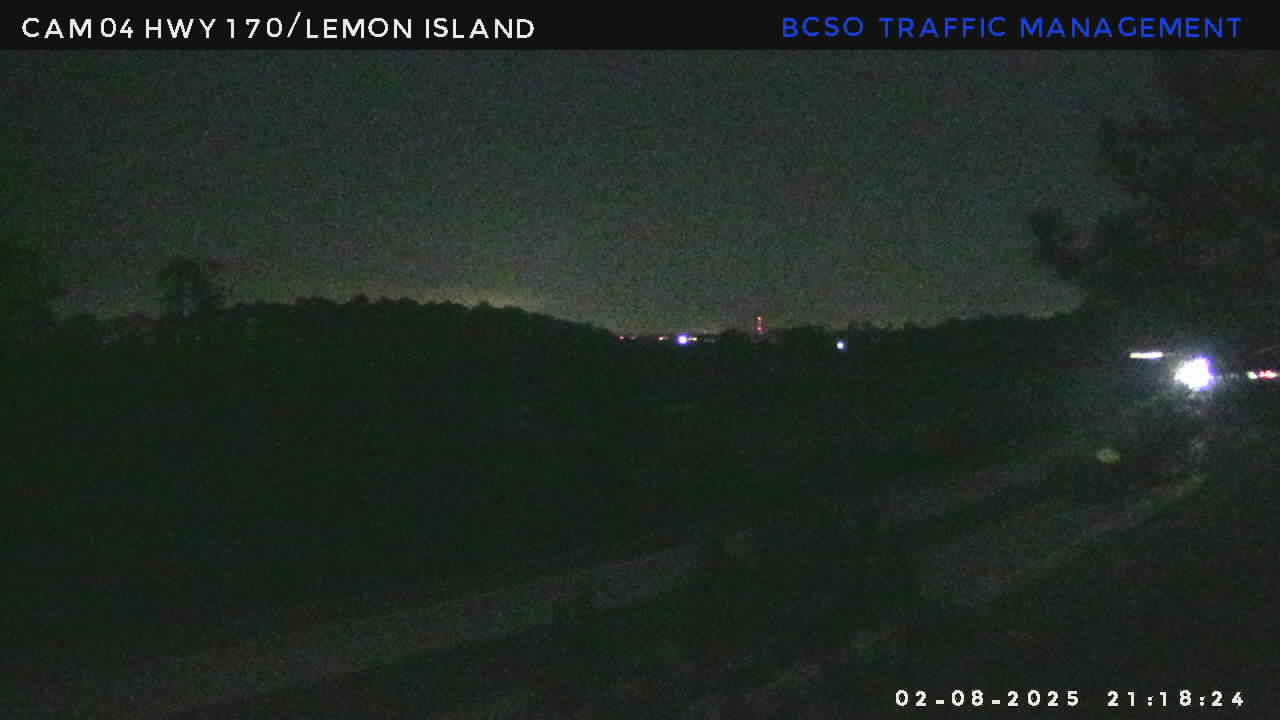 CAM04 HWY 170/LEMON ISLAND
BCSO TRAFFIC MANAGEMENT
02-08-2025 21:18:24